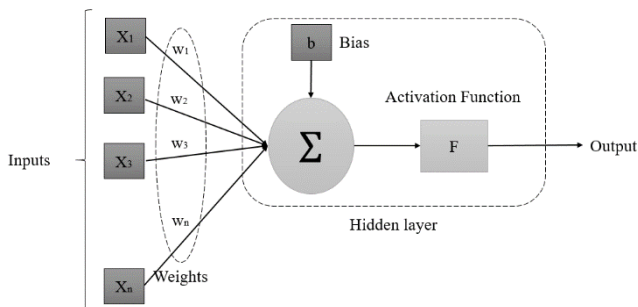 X1
X2
X3
Xn
Inputs
w1
w2
w3
wn
Weights
b
Bias
Σ
Activation Function
F
Output
Hidden layer